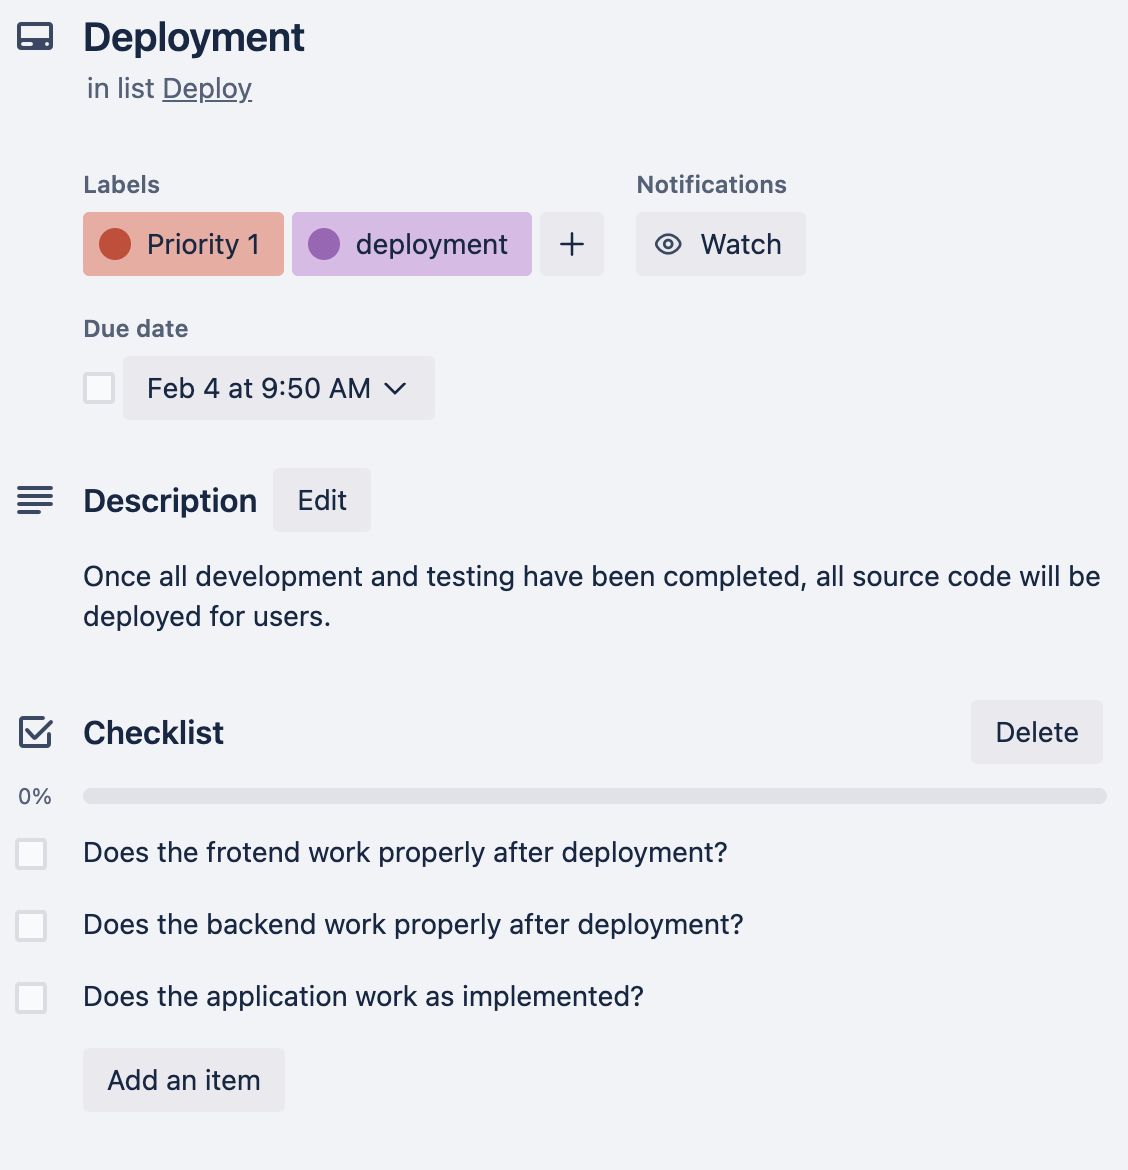 Deployment
in list Deploy
Labels
Notifications
Priority 1
deployment
+
Watch
Due date
Feb 4 at 9:50 AM
Description
Edit
Once all development and testing have been completed, all source code will be
deployed for users.
Checklist
Delete
0%
Does the frotend work properly after deployment?
Does the backend work properly after deployment?
Does the application work as implemented?
Add an item